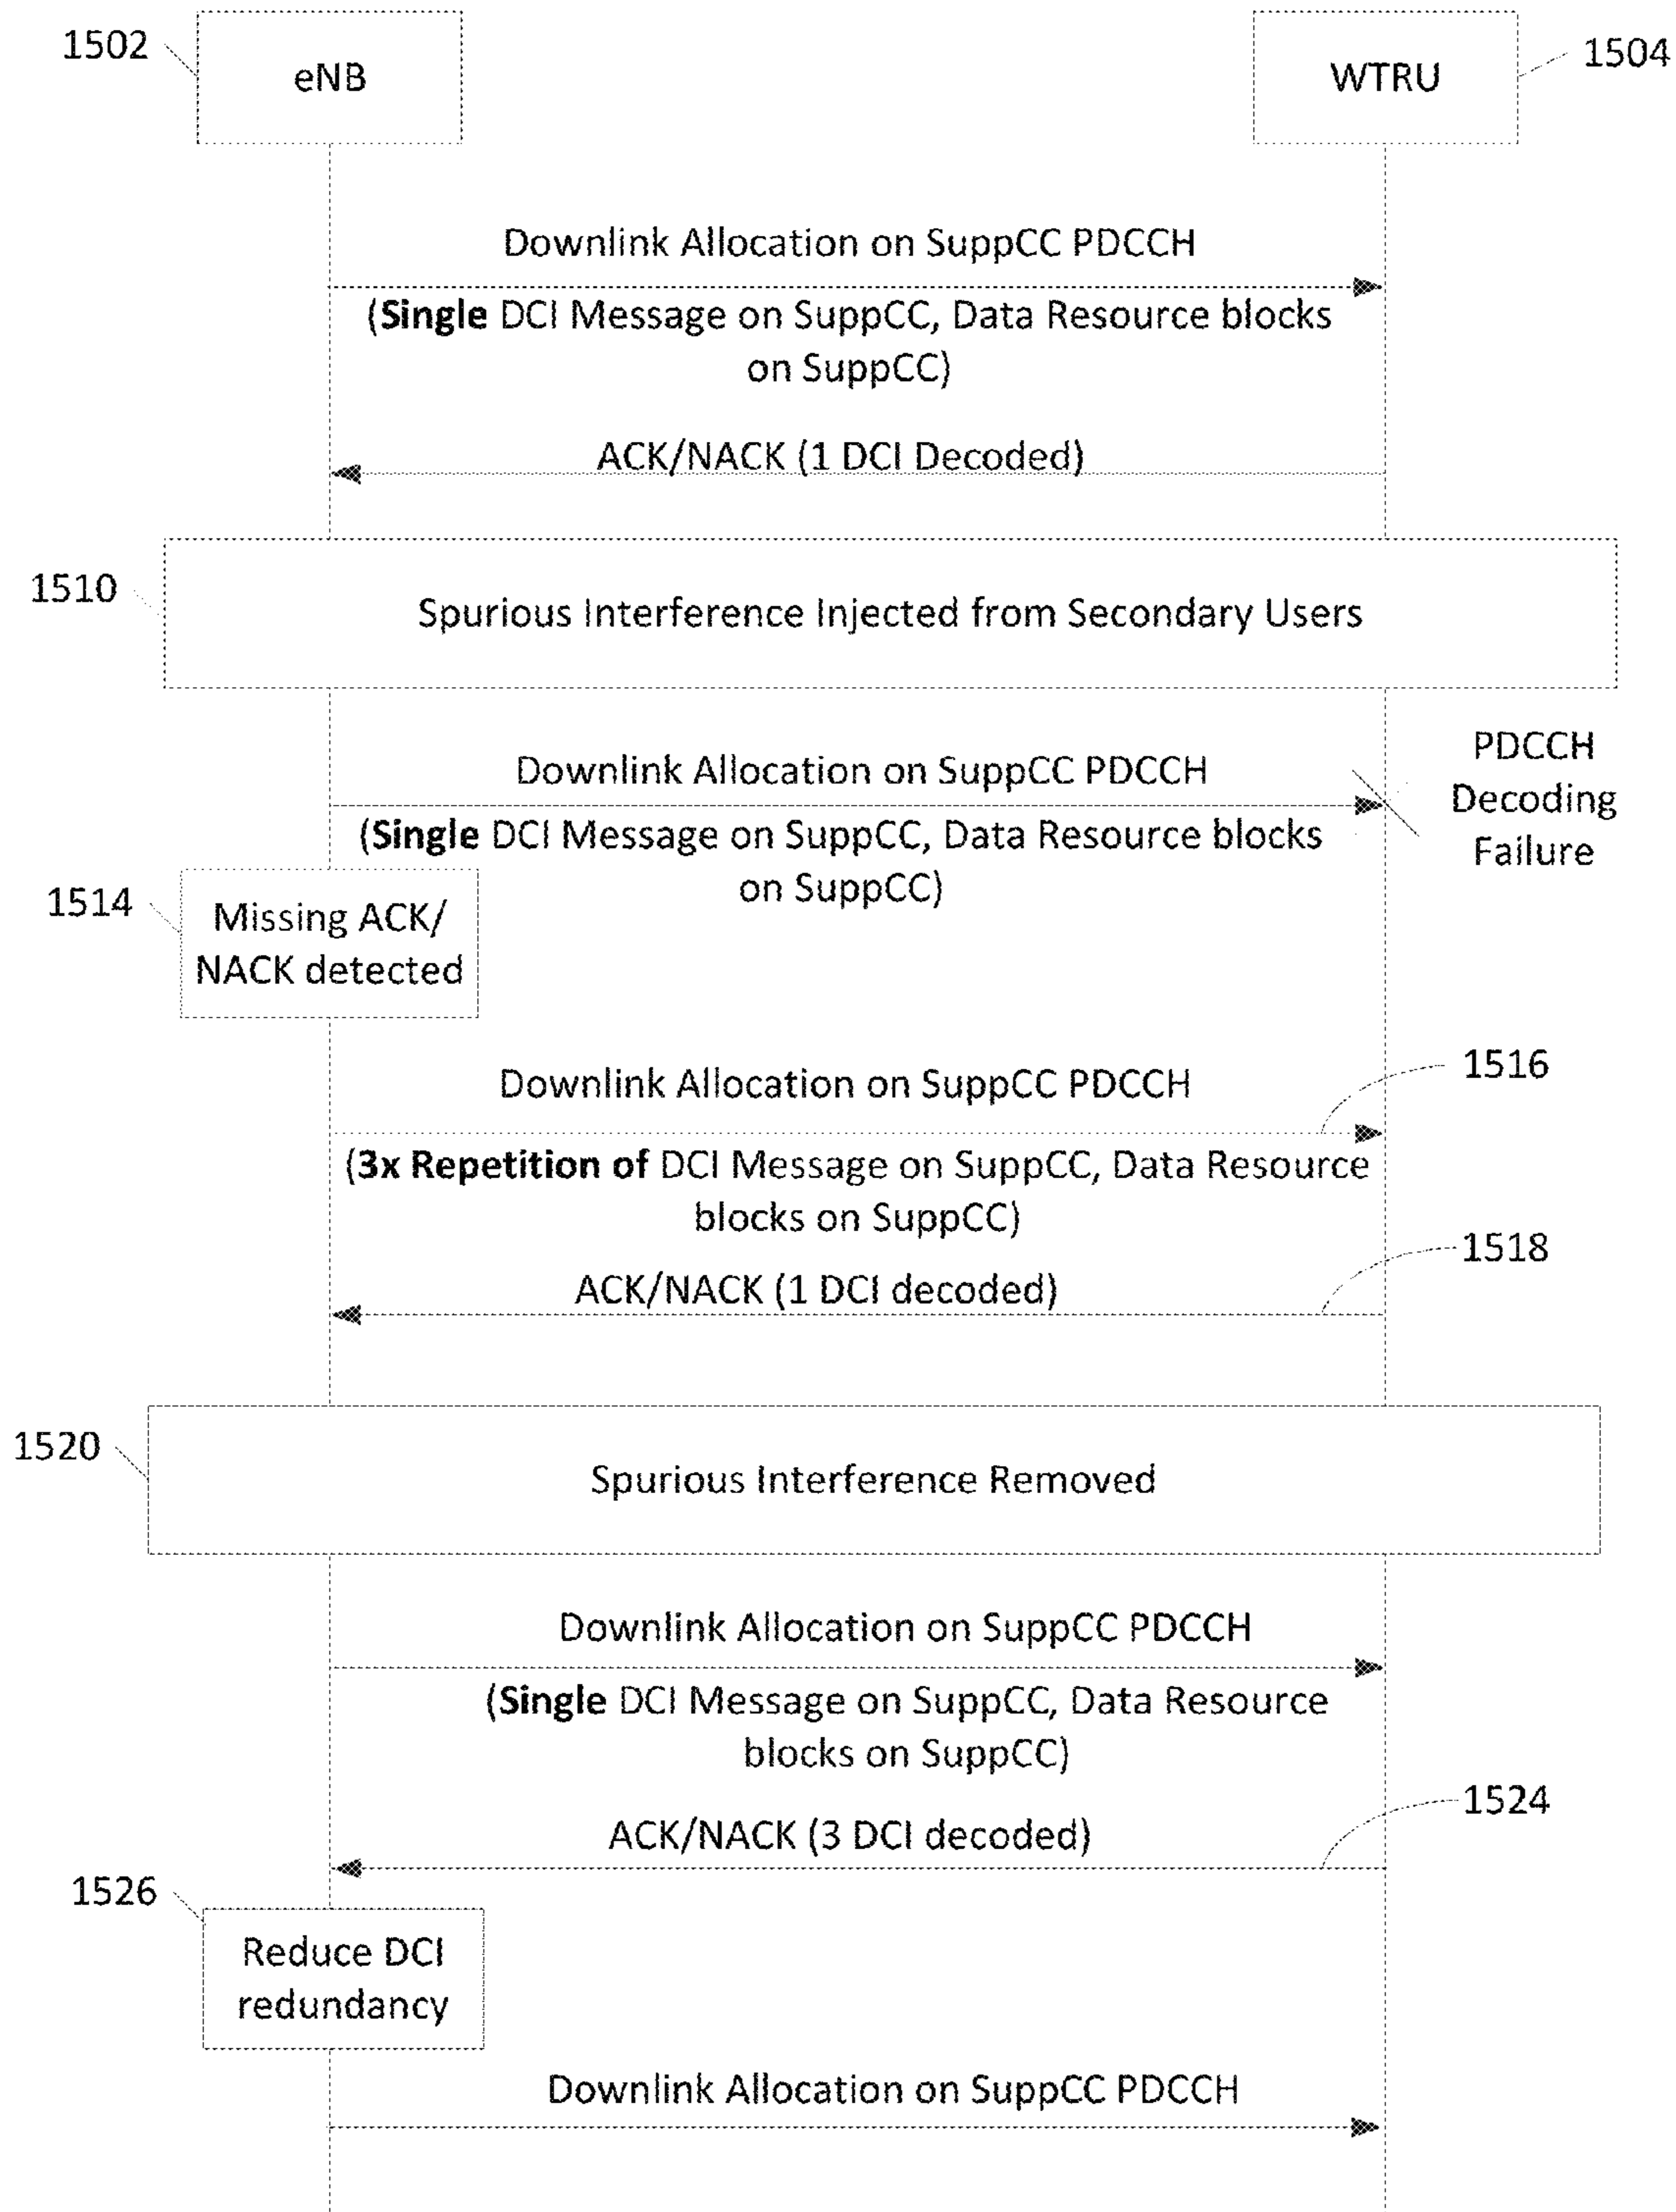 1502
eNB
WTRU
1504
Downlink Allocation on SuppCC PDCCH
(Single DCI Message on SuppCC, Data Resource blocks
on SuppCC)
ACK/NACK (1 DCI Decoded)
1510
Spurious Interference Injected from Secondary Users
Downlink Allocation on SuppCC PDCCH
(Single DCI Message on SuppCC, Data Resource blocks
on SuppCC)
PDCCH
Decoding
Failure
1514
Missing ACK/
NACK detected
Downlink Allocation on SuppCC PDCCH
1516
(3x Repetition of DCI Message on SuppCC, Data Resource
blocks on SuppCC)
1518
ACK/NACK (1 DCI decoded)
1520
Spurious Interference Removed
Downlink Allocation on SuppCC PDCCH
(Single DCI Message on SuppCC, Data Resource
blocks on SuppCC)
1524
ACK/NACK (3 DCI decoded)
1526
Reduce DCI
redundancy
Downlink Allocation on SuppCC PDCCH